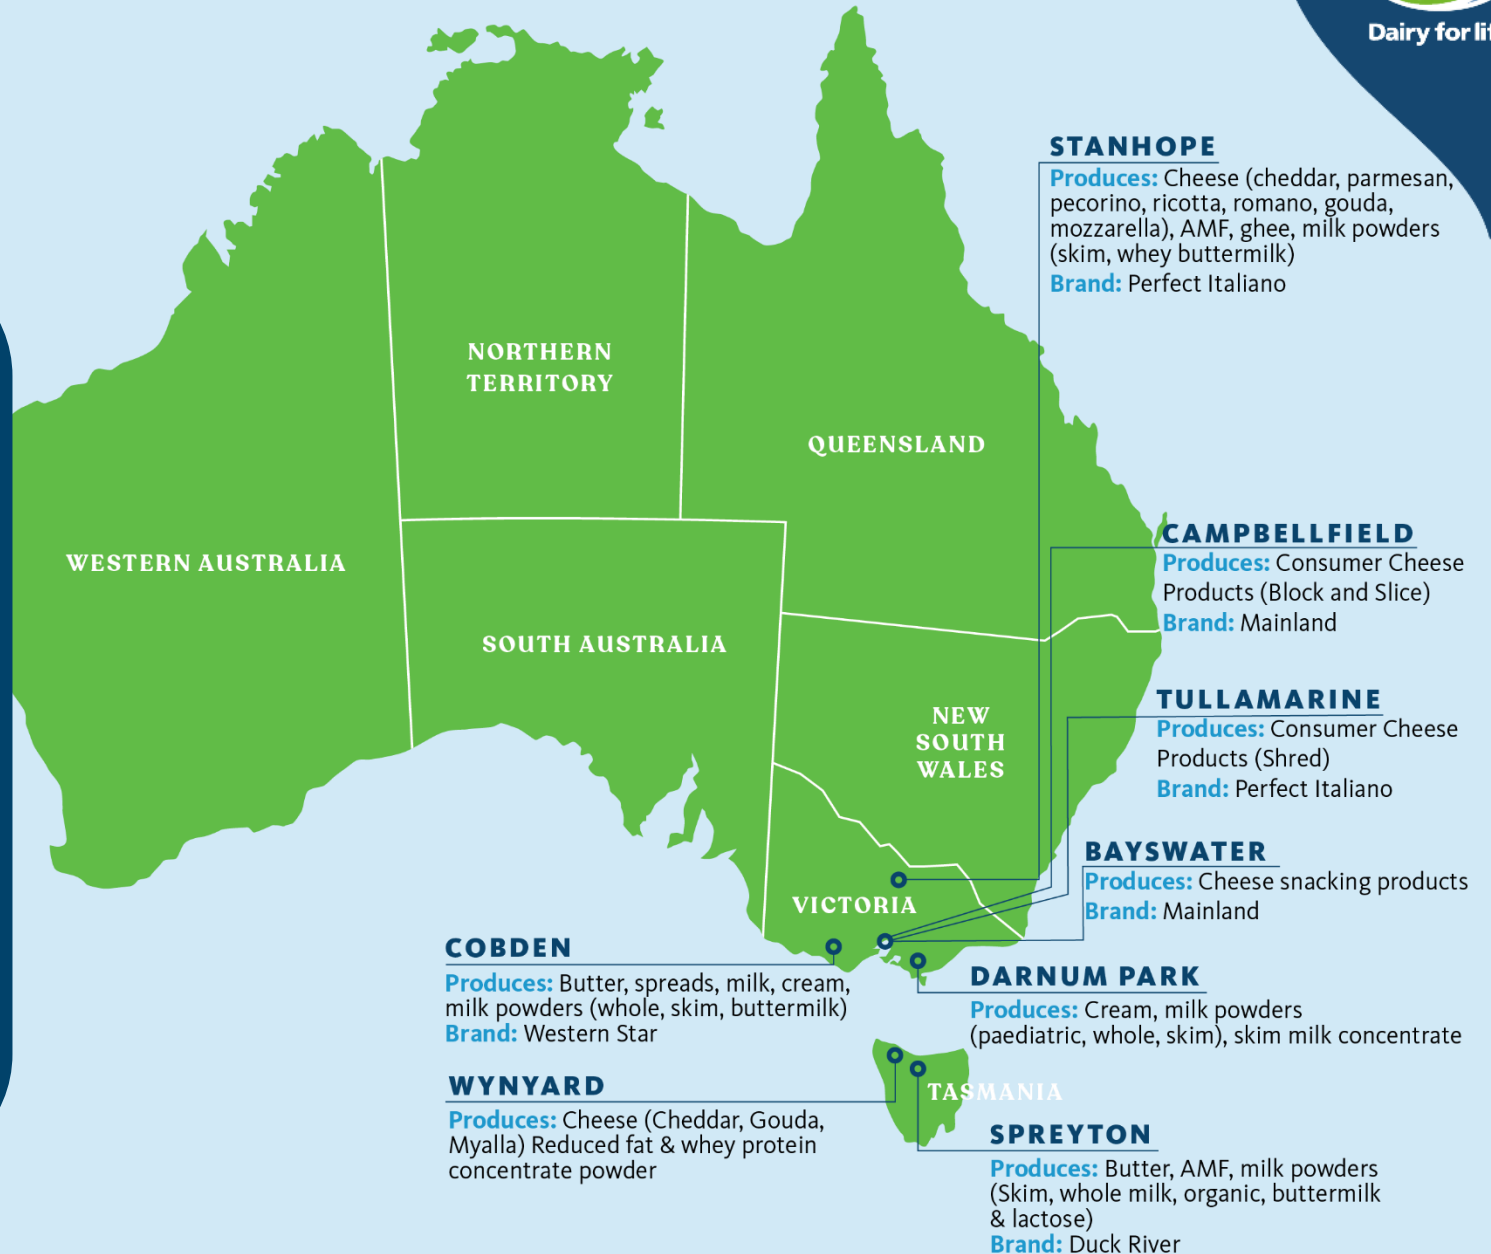 Dairy for lif
STANHOPE
Produces: Cheese (cheddar, parmesan,
pecorino, ricotta, romano, gouda,
mozzarella), AMF, ghee, milk powders
(skim, whey buttermilk)
Brand: Perfect Italiano
NORTHERN
TERRITORY
QUEENSLAND
WESTERN AUSTRALIA
CAMPBELLFIELD
Produces: Consumer Cheese
Products (Block and Slice)
Brand: Mainland
SOUTH AUSTRALIA
TULLAMARINE
Produces: Consumer Cheese
Products (Shred)
Brand: Perfect Italiano
NEW
SOUTH
WALES
BAYSWATER
Produces: Cheese snacking products
Brand: Mainland
VICTORIA
COBDEN
Produces: Butter, spreads, milk, cream,
milk powders (whole, skim, buttermilk)
Brand: Western Star
DARNUM PARK
Produces: Cream, milk powders
(paediatric, whole, skim), skim milk concentrate
WYNYARD
Produces: Cheese (Cheddar, Gouda,
Myalla) Reduced fat & whey protein
concentrate powder
TASMANIA
SPREYTON
Produces: Butter, AMF, milk powders
(Skim, whole milk, organic, buttermilk
& lactose)
Brand: Duck River